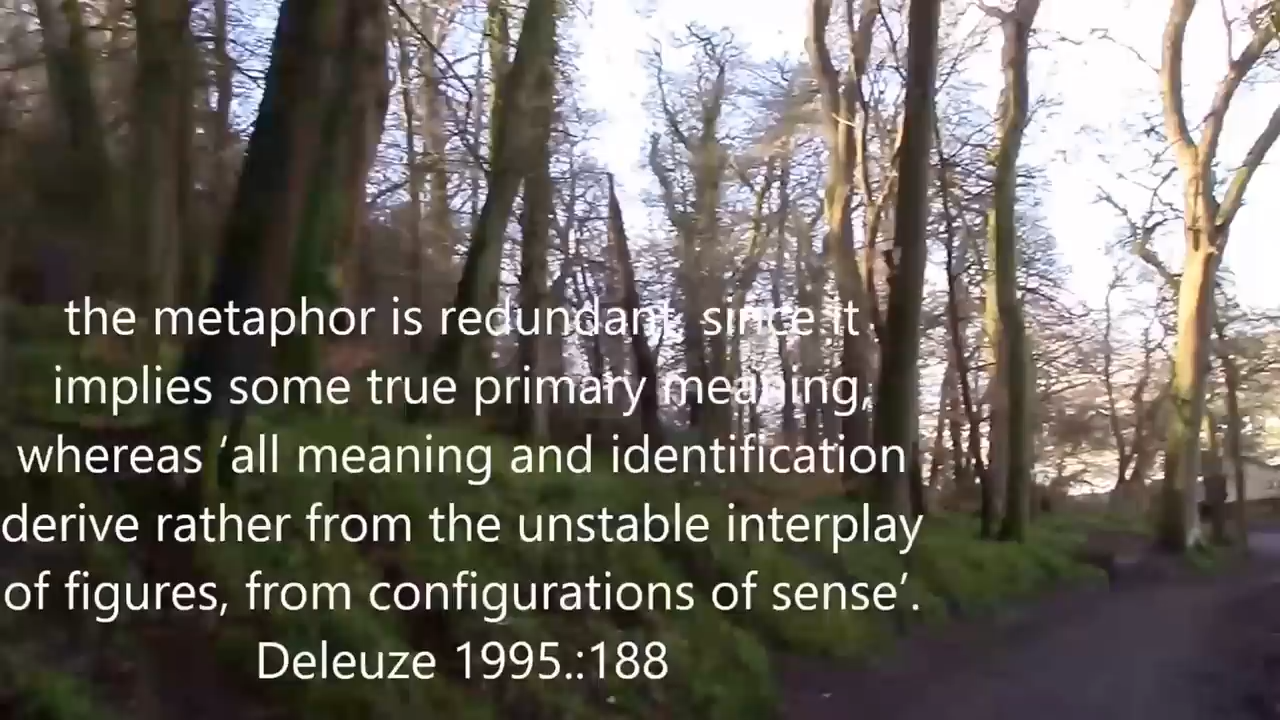 the metaphor is redundant, since it
implies some true primary meaning,
whereas ‘all meaning and identification
derive rather from the unstable interplay
of figures, from configurations of sense’.
Deleuze 1995.:188